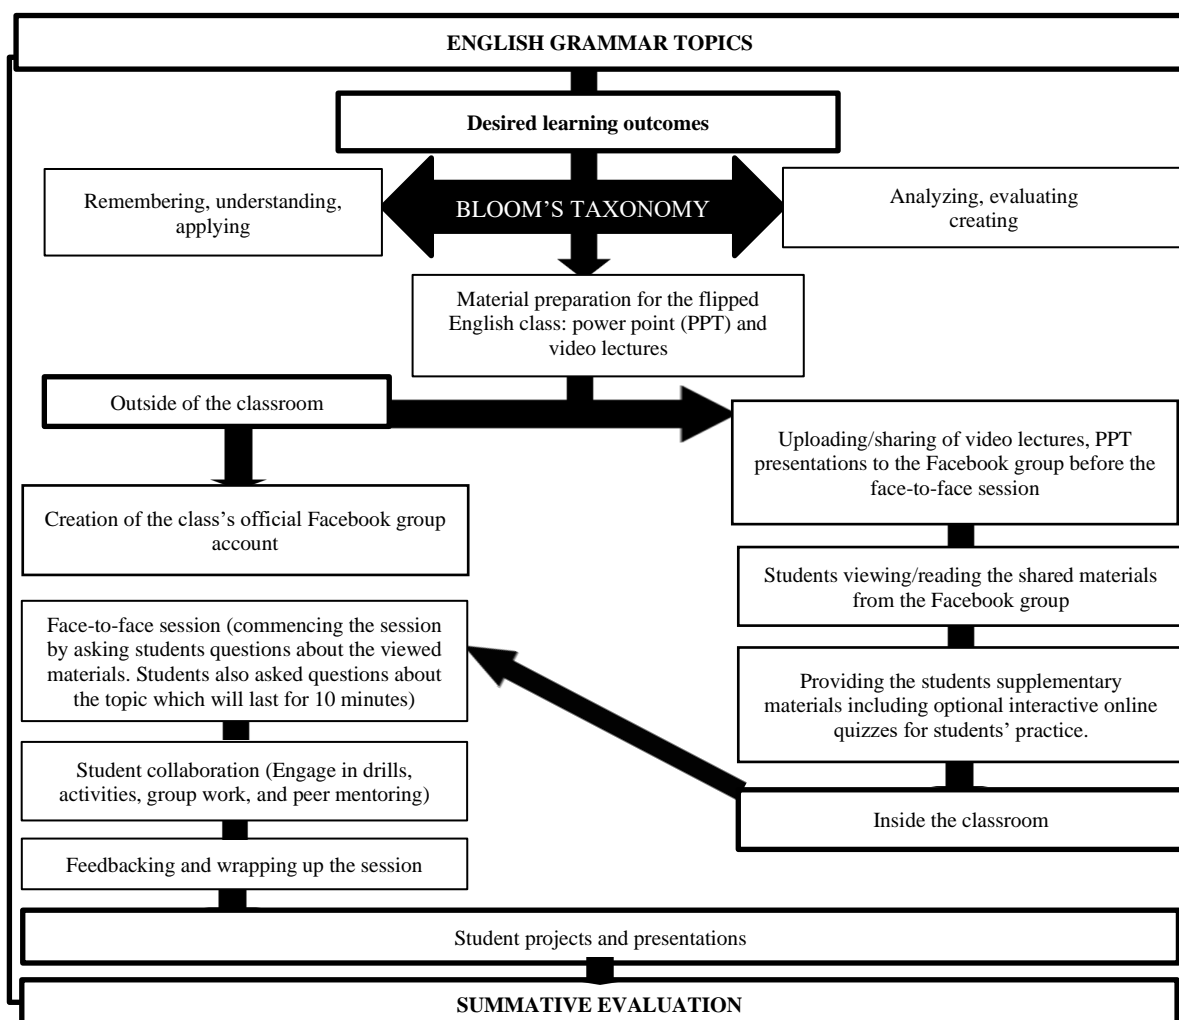 ENGLISH GRAMMAR TOPICS
Desired learning outcomes
Remembering, understanding,
applying
BLOOM’S TAXONOMY
Analyzing, evaluating
creating
Material preparation for the flipped
English class: power point (PPT) and
video lectures
Outside of the classroom
Creation of the class’s official Facebook group
account
Uploading/sharing of video lectures, PPT
presentations to the Facebook group before the
face-to-face session
Students viewing/reading the shared materials
from the Facebook group
Providing the students supplementary
materials including optional interactive online
quizzes for students’ practice.
Inside the classroom
Face-to-face session (commencing the session
by asking students questions about the viewed
materials. Students also asked questions about
the topic which will last for 10 minutes)
Student collaboration (Engage in drills,
activities, group work, and peer mentoring)
Feedbacking and wrapping up the session
Student projects and presentations
SUMMATIVE EVALUATION